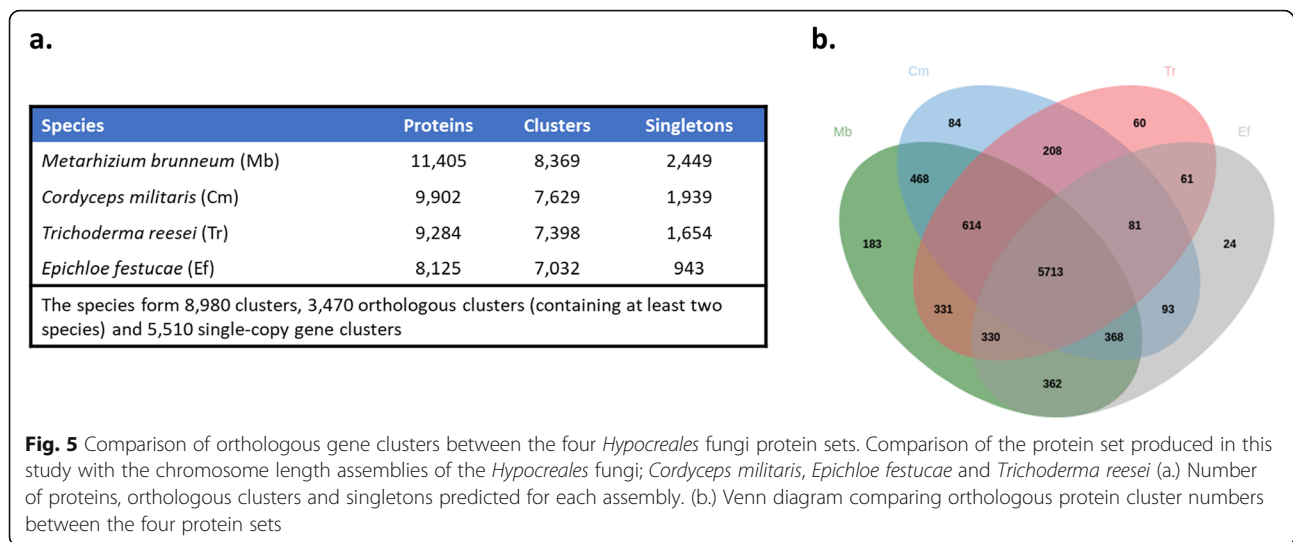 a.
Species Proteins Clusters Singletons
Metarhizium brunneum (Mb) 11,405 8,369 2,449
Cordyceps militaris (Cm) 9,902 7,629 1,939
Trichoderma reesei (Tr) 9,284 7,398 1,654
Epichloe festucae (Ef) 8,125 7,032 943
The species form 8,980 clusters, 3,470 orthologous clusters (containing at least two
species) and 5,510 single-copy gene clusters
b.
Cm Tr
Mb Ef
84 60
208
468 61
614 81
183 24
5713
331 93
330 368
362
Fig. 5 Comparison of orthologous gene clusters between the four Hypocreales fungi protein sets. Comparison of the protein set produced in this
study with the chromosome length assemblies of the Hypocreales fungi; Cordyceps militaris, Epichloe festucae and Trichoderma reesei (a.) Number
of proteins, orthologous clusters and singletons predicted for each assembly. (b.) Venn diagram comparing orthologous protein cluster numbers
between the four protein sets